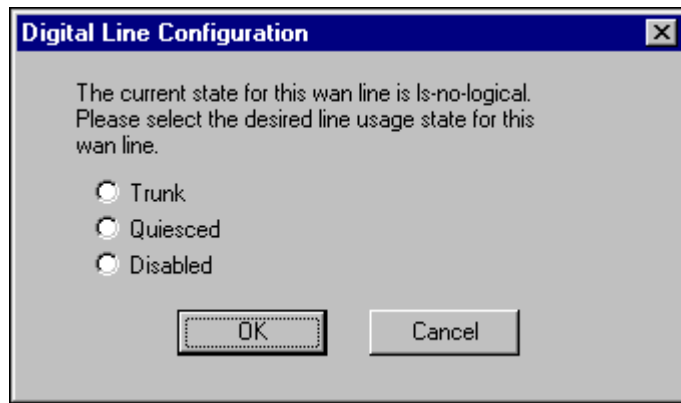 Digital Line Configuration
The current state for this wan line is ls-no-logical.
Please select the desired line usage state for this
wan line.
Trunk
Quiesced
Disabled
OK
Cancel